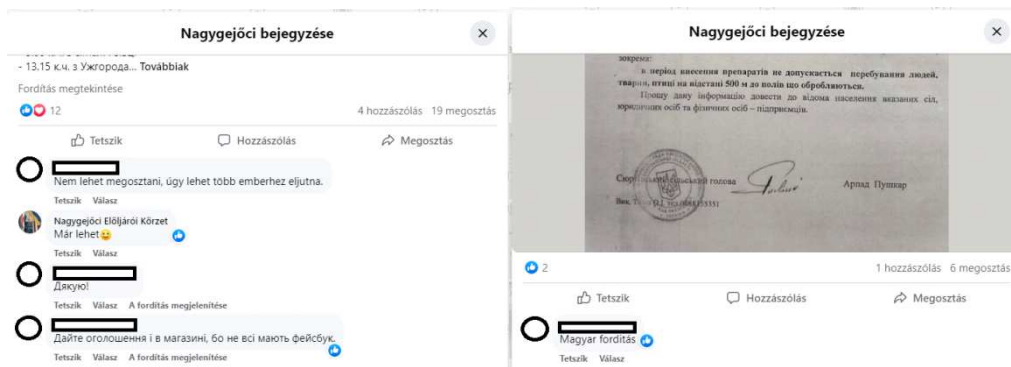 Nagygejőci bejegyzése
- 13.15 к.ч. з Ужгорода... Továbbiak
Fordítás megtekintése
12
4 hozzászólás 19 megosztás
Tetszik Hozzászólás Megosztás
Nem lehet megosztani, úgy lehet több emberhez eljutna.
Tetszik Válasz
Nagygejőci Elöljárói Körzet
Már lehet
Tetszik Válasz
Дякую!
Tetszik Válasz A fordítás megjelenítése
Дайте оголошення і в магазині, бо не всі мають фейсбук.
Tetszik Válasz A fordítás megjelenítése
Nagygejőci bejegyzése
зокрема:
в період внесення препаратів не допускається перебування людей,
тварин, птиці на відстані 500 м до полів що обробляються.
Прошу дану інформацію довести до відома населення вказаних сіл,
юридичних осіб та фізичних осіб – підприємців.
сільський голова Арпад Пушкар
Вик.
2
1 hozzászólás 6 megosztás
Tetszik Hozzászólás Megosztás
Magyar fordítás
Tetszik Válasz